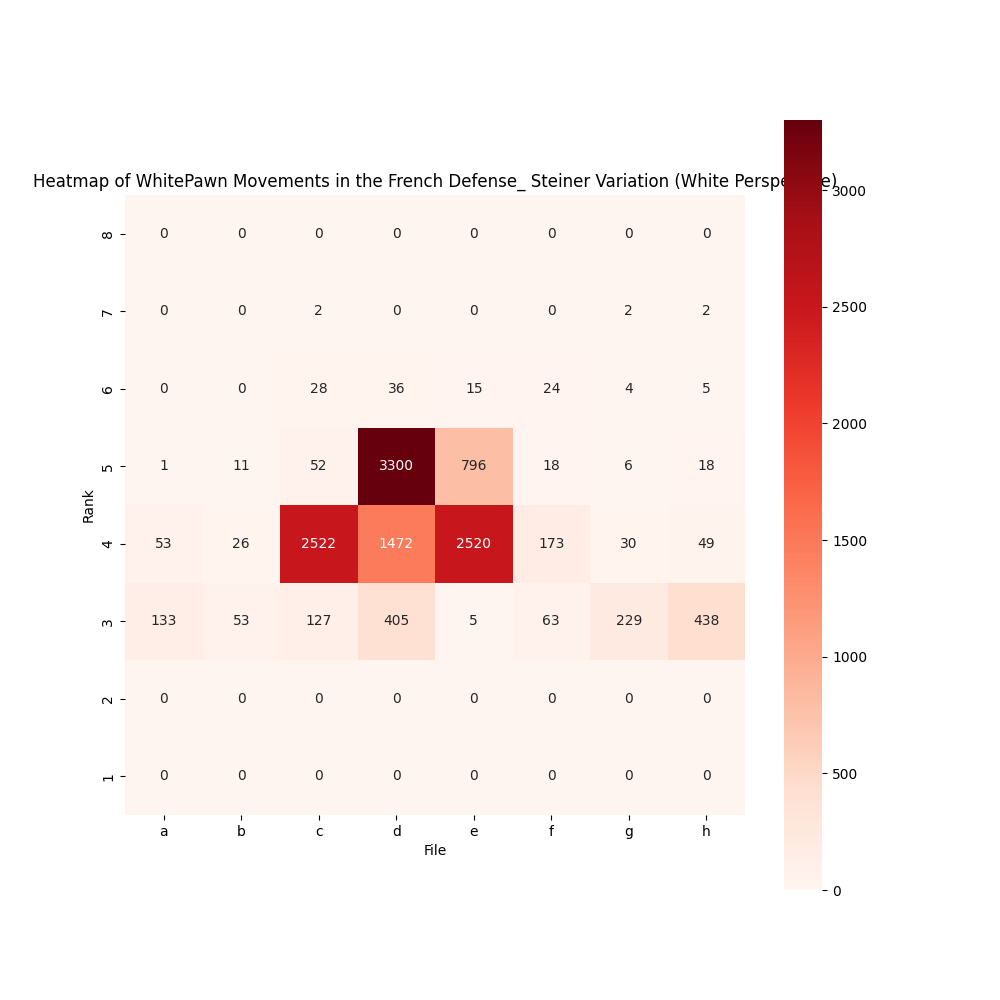 Heatmap of WhitePawn Movements in the French Defense_ Steiner Variation (White Perspe e)
8 0 0 0 0 0 0 0 0
7 0 0 2 0 0 0 2 2
6 0 0 28 36 15 24 4 5
5 1 11 52 3300 796 18 6 18
4 53 26 2522 1472 2520 173 30 49
3 133 53 127 405 5 63 229 438
2 0 0 0 0 0 0 0 0
1 0 0 0 0 0 0 0 0
a b c d e f g h
Rank
File
3000
2500
2000
1500
1000
500
0